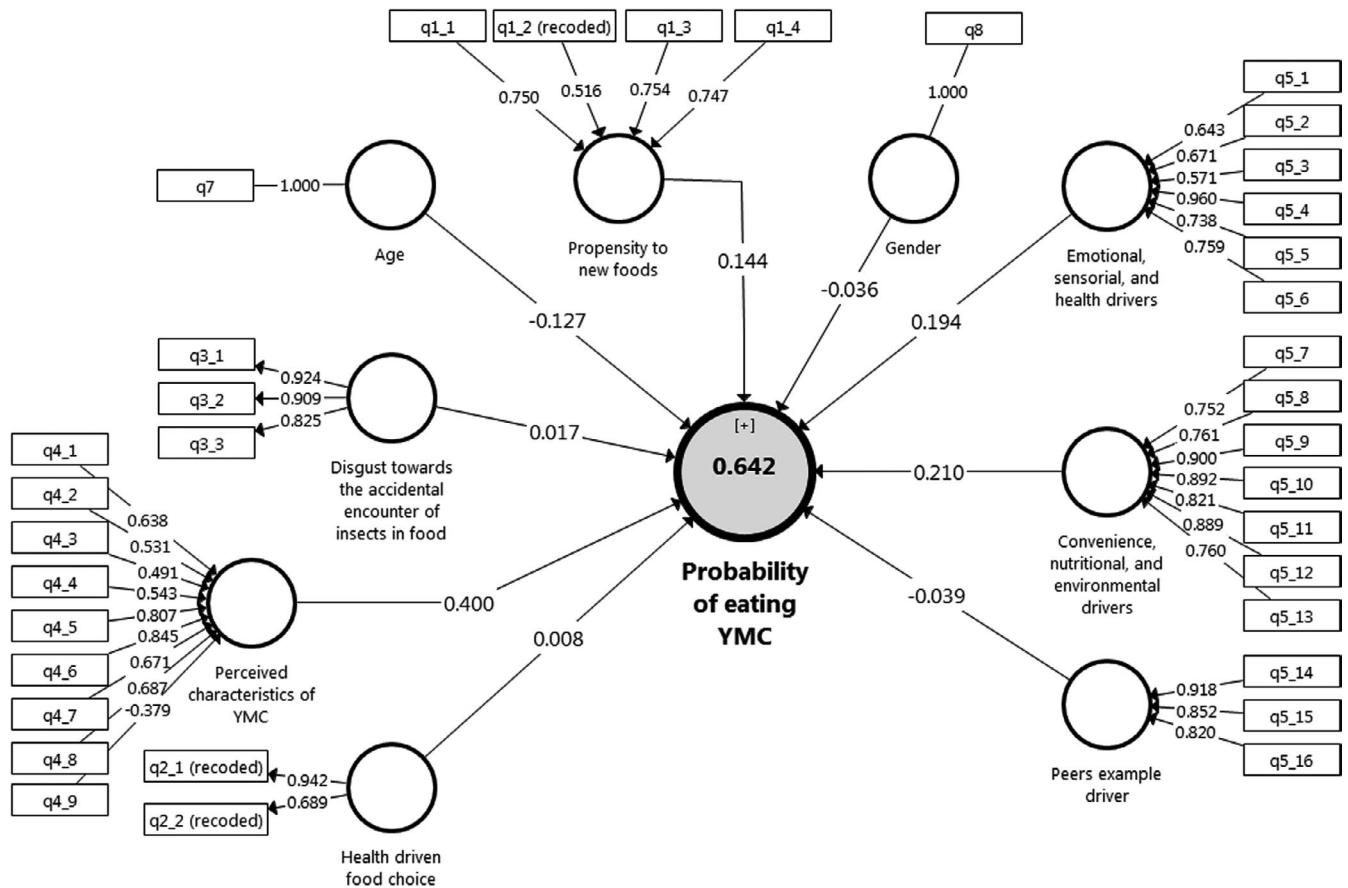 q1_1
q1_2 (recoded)
q1_3
q1_4
q8
0.750
0.516
0.754
0.747
1.000
q7
1.000
Age
Propensity to
new foods
Gender
q5_1
q5_2
q5_3
q5_4
q5_5
q5_6
0.643
0.671
0.571
0.960
0.738
0.759
Emotional,
sensorial, and
health drivers
-0.127
0.144
-0.036
0.194
q3_1
q3_2
q3_3
0.924
0.909
0.825
Disgust towards
the accidental
encounter of
insects in food
0.017
[+]
0.642
Probability
of eating
YMC
0.210
q5_7
q5_8
q5_9
q5_10
q5_11
q5_12
q5_13
0.752
0.761
0.900
0.892
0.821
0.889
0.760
Convenience,
nutritional, and
environmental
drivers
q4_1
q4_2
q4_3
q4_4
q4_5
q4_6
q4_7
q4_8
q4_9
0.638
0.531
0.491
0.543
0.807
0.845
0.671
0.687
-0.379
Perceived
characteristics of
YMC
0.400
0.008
-0.039
q5_14
q5_15
q5_16
0.918
0.852
0.820
Peers example
driver
q2_1 (recoded)
q2_2 (recoded)
0.942
0.689
Health driven
food choice